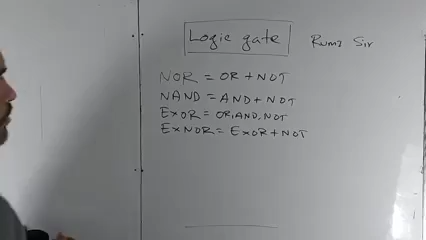 Logic gate
Rumi Sir
NOR = OR + NOT
NAND = AND + NOT
EXOR = OR, AND, NOT
EXNOR = EXOR + NOT